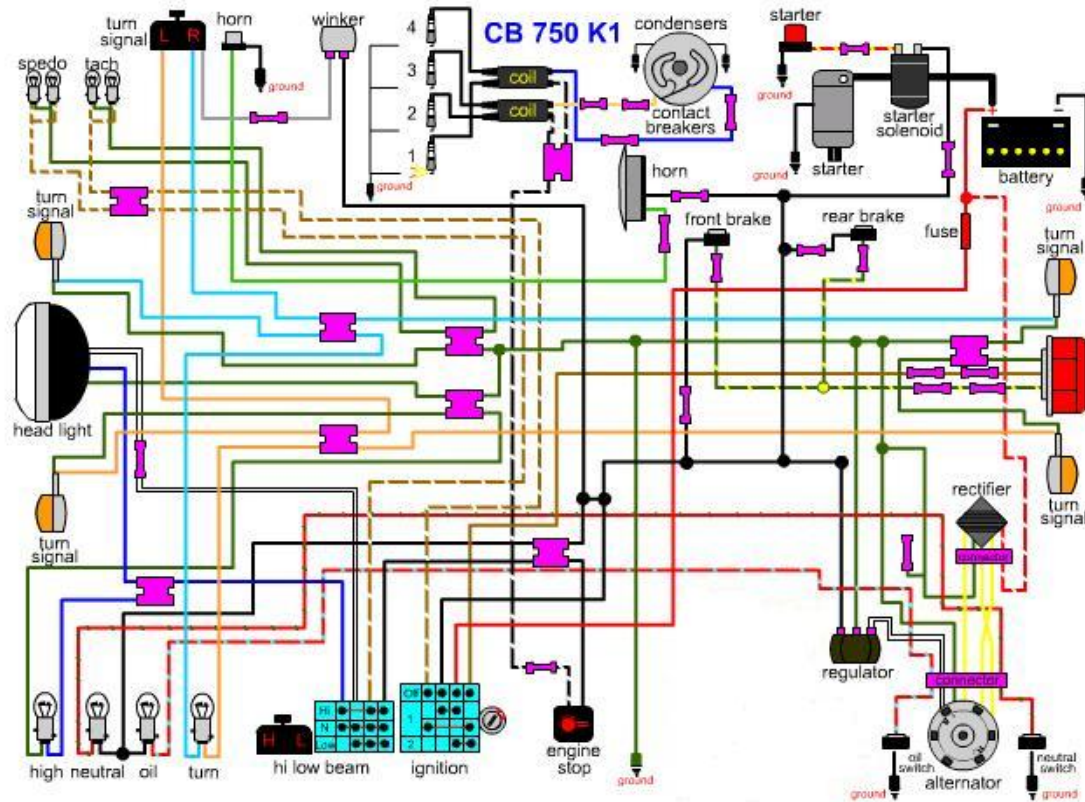 CB 750 K1
turn
signal
L R
horn
winker
ground
spedo
tach
4
3
2
1
ground
coil
coil
condensers
contact
breakers
ground
starter
ground
starter
ground
starter
solenoid
battery
ground
horn
front brake
rear brake
fuse
turn
signal
turn
signal
head light
turn
signal
turn
signal
rectifier
connector
regulator
connector
high
neutral
oil
turn
H L
hi low beam
Hi
N
Low
Off
1
2
ignition
engine
stop
ground
oil
switch
ground
alternator
neutral
switch
ground